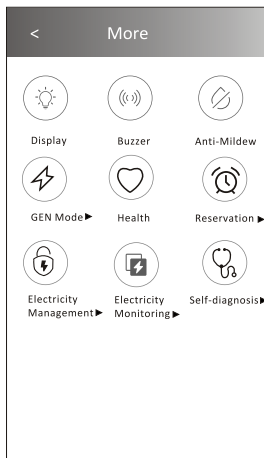 < More
Display Buzzer Anti-Mildew
GEN Mode▶ Health Reservation▶
Electricity Electricity Self-diagnosis▶
Management▶ Monitoring▶